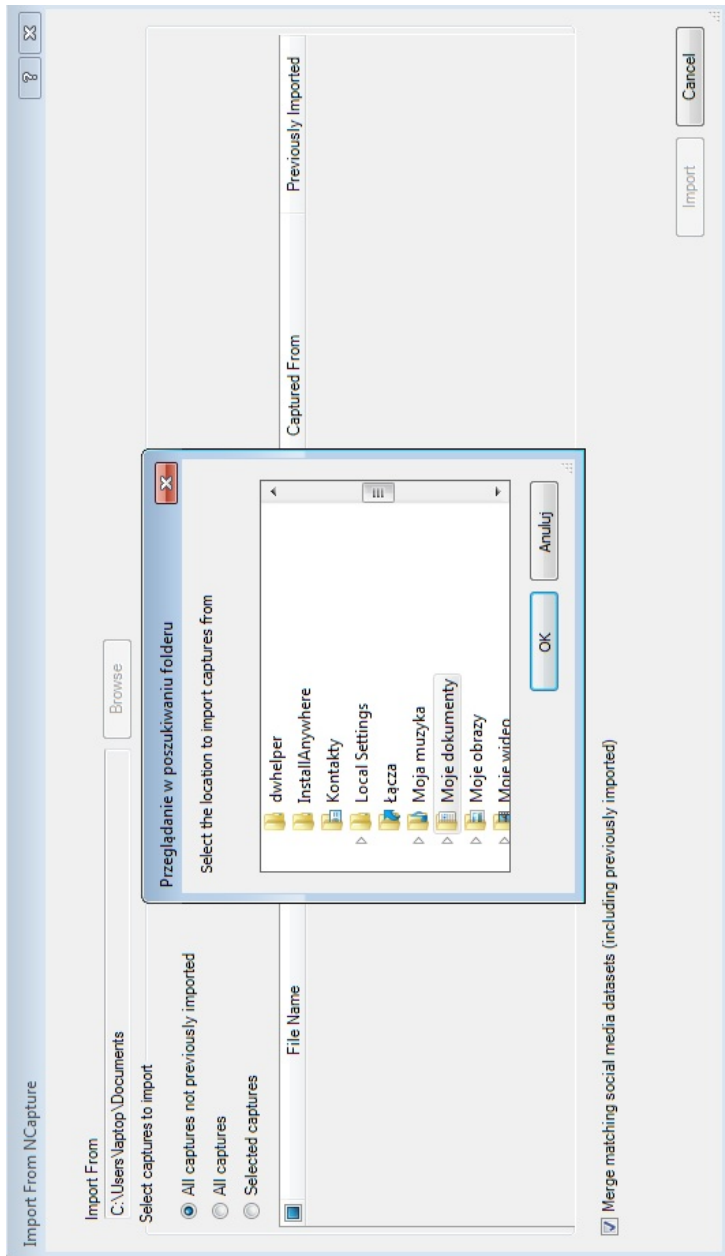 Import From NCapture
Import From
C:\Users\laptop\Documents
Browse
Select captures to import
All captures not previously imported
All captures
Selected captures
File Name
Captured From
Previously Imported
Przeglądanie w poszukiwaniu folderu
Select the location to import captures from
dwhelper
InstallAnywhere
Kontakty
Local Settings
Łącza
Moja muzyka
Moje dokumenty
Moje obrazy
Moje wideo
OK
Anuluj
Merge matching social media datasets (including previously imported)
Import
Cancel